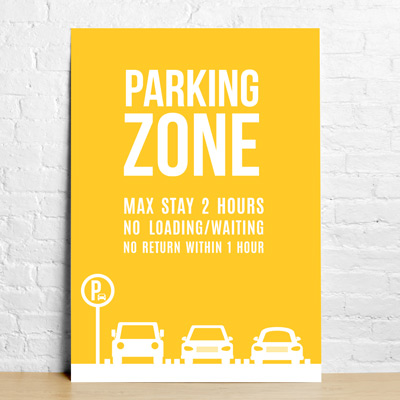 PARKING
ZONE
MAX STAY 2 HOURS
NO LOADING/WAITING
NO RETURN WITHIN 1 HOUR
P